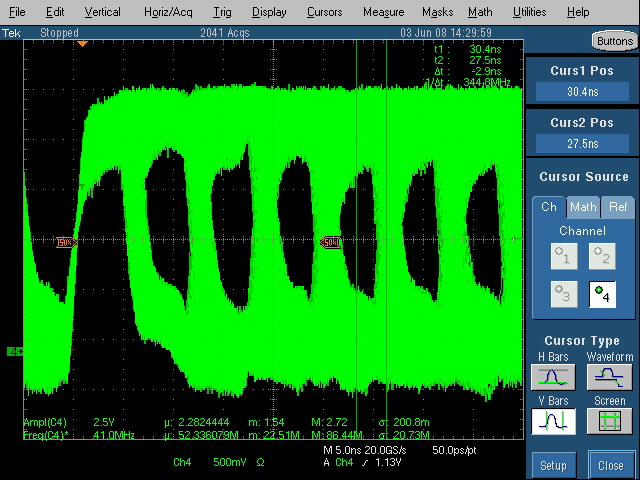 File Edit Vertical Horiz/Acq Trig Display Cursors Measure Masks Math Utilities Help
Tek Stopped 2041 Acqs 03 Jun 08 14:29:59
Buttons
t1: 30.4ns
t2: 27.5ns
Δt: -2.9ns
1/Δt: 344.8MHz
Curs1 Pos
30.4ns
Curs2 Pos
27.5ns
Cursor Source
Ch Math Ref
Channel
1 2
3 4
50% 50%
4
Cursor Type
H Bars Waveform
V Bars Screen
Setup Close
Ampl(C4) 2.5V µ: 2.2824444 m: 1.54 M: 2.72 σ: 200.8m
Freq(C4)* 41.0MHz µ: 52.336079M m: 22.51M M: 86.44M σ: 20.73M
M 5.0ns 20.0GS/s 50.0ps/pt
Ch4 500mV Ω A Ch4 ∕ 1.13V